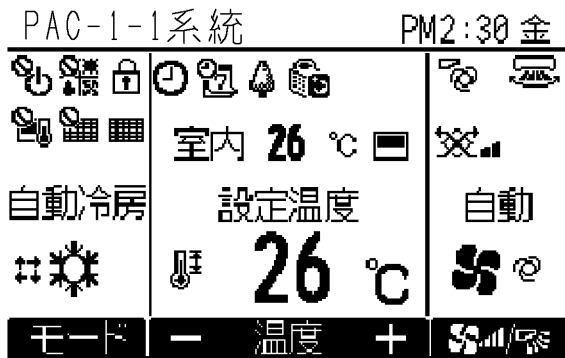 PAC-1-1系統 PM2:30 金
室内 26 ℃
自動冷房 設定温度 自動
26 ℃
モード － 温度 ＋ /